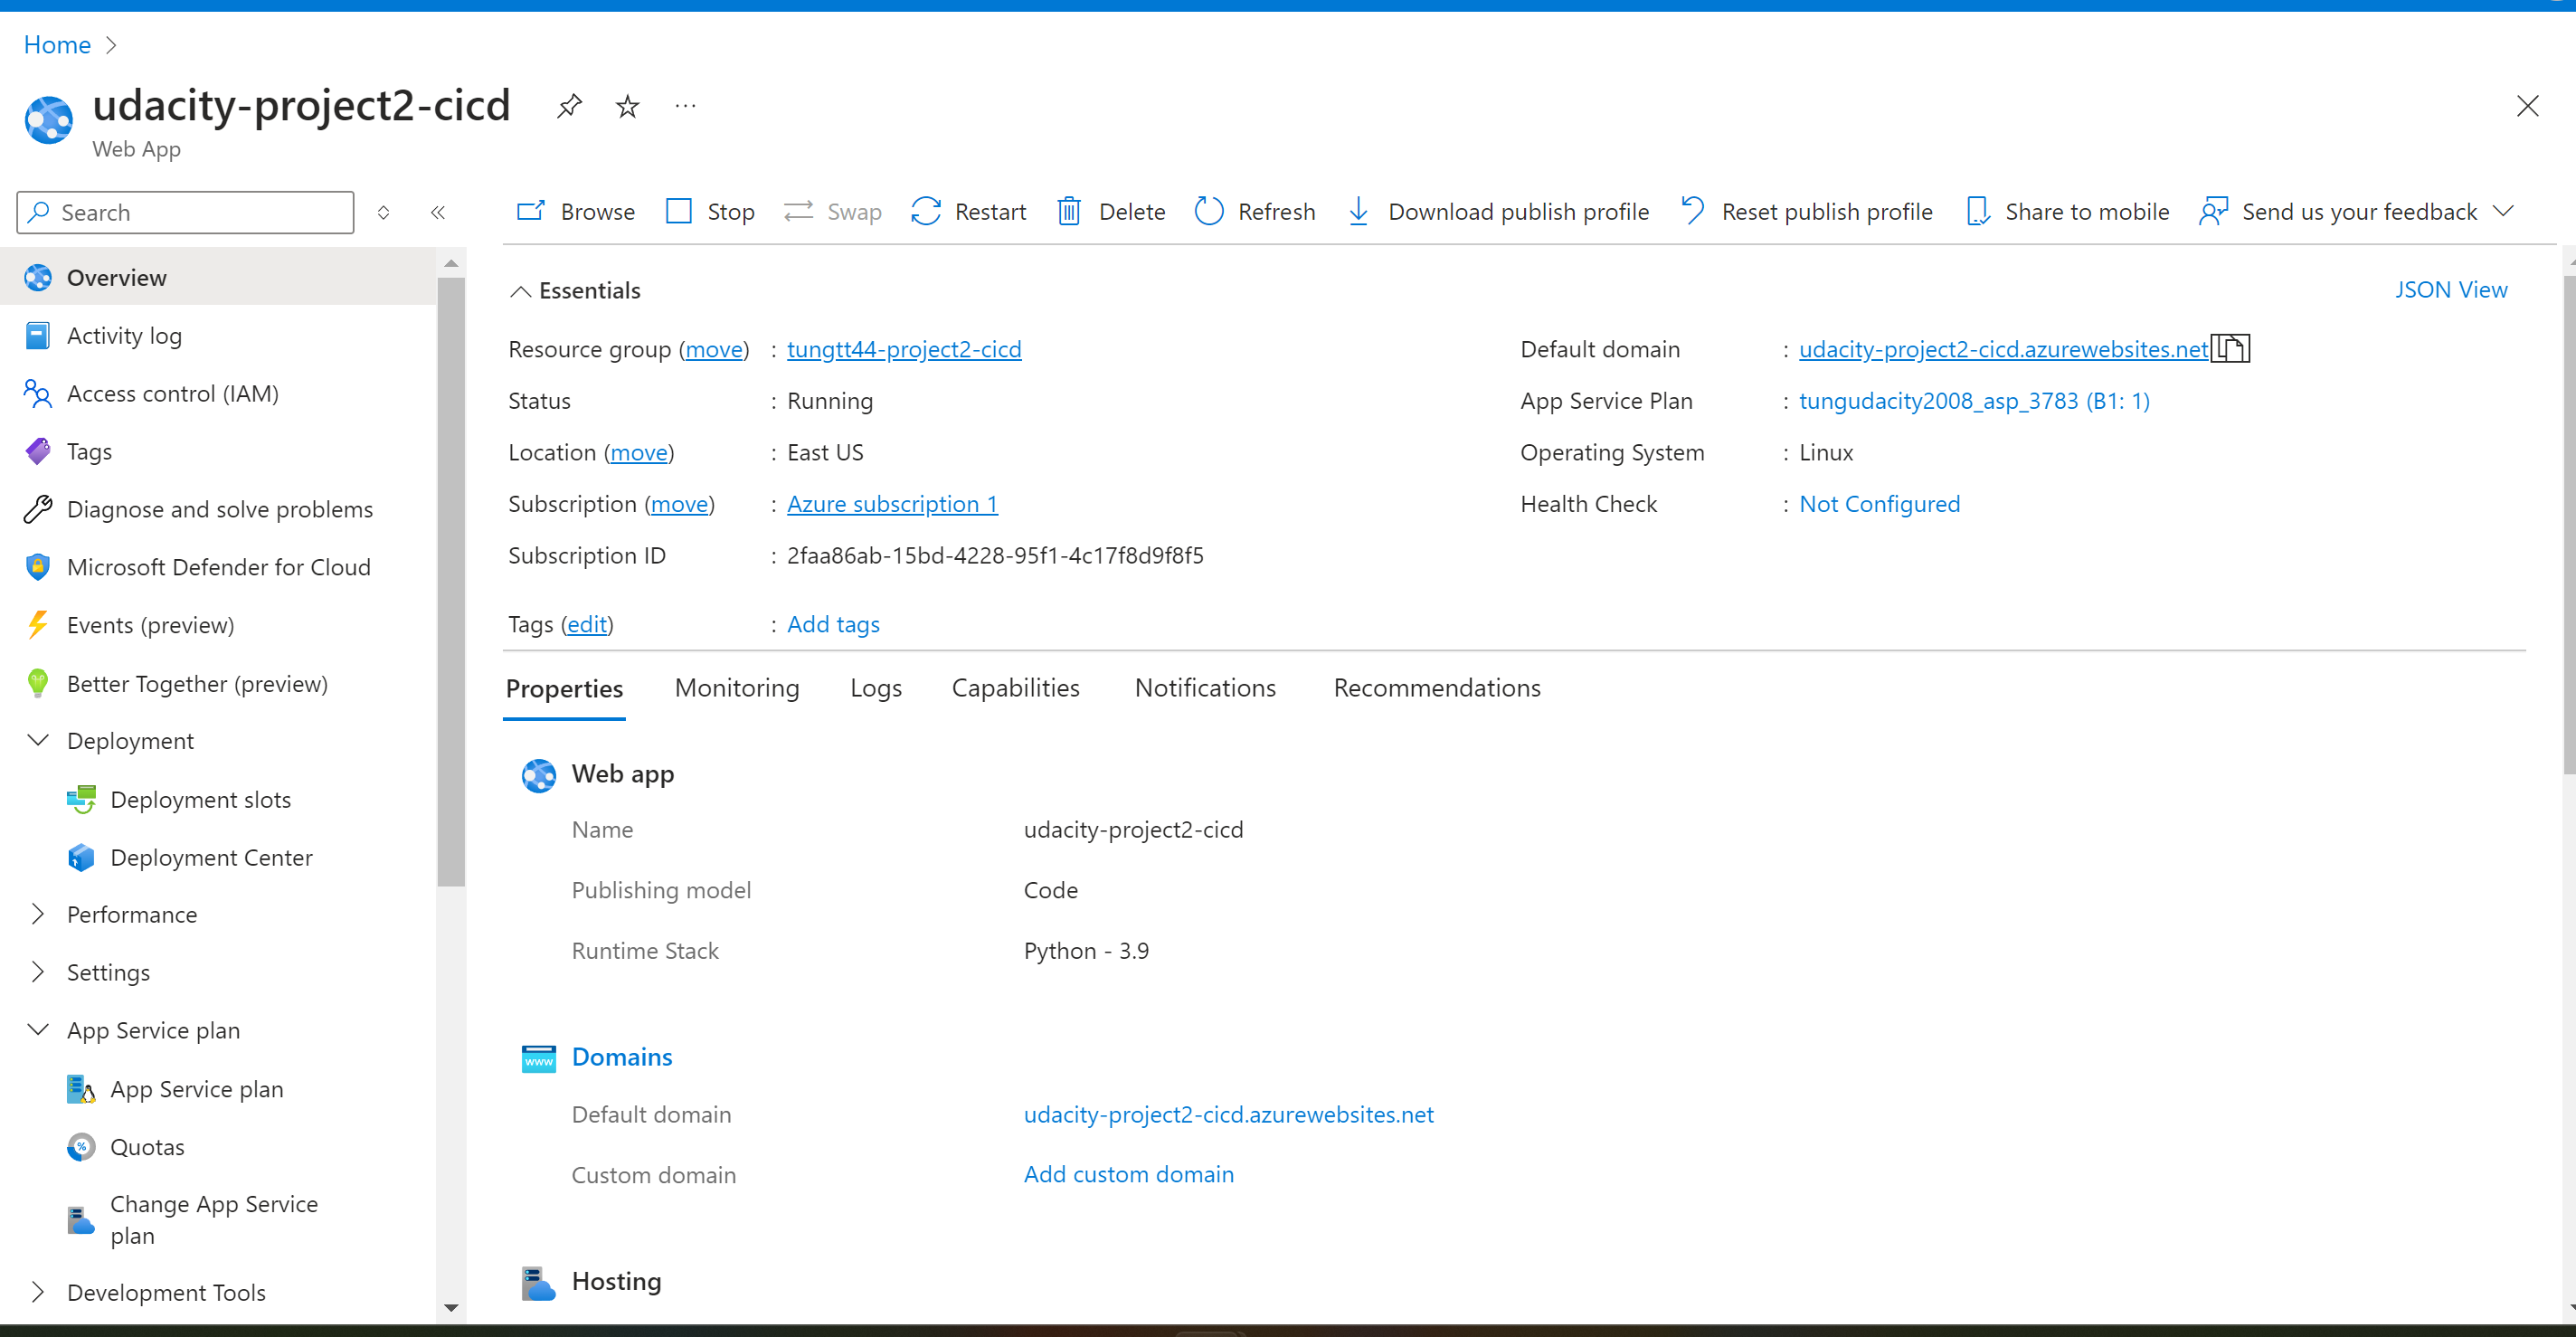 Home
udacity-project2-cicd
Web App
Search
Browse Stop Swap Restart Delete Refresh Download publish profile Reset publish profile Share to mobile Send us your feedback
Overview
Activity log
Access control (IAM)
Tags
Diagnose and solve problems
Microsoft Defender for Cloud
Events (preview)
Better Together (preview)
Deployment
Deployment slots
Deployment Center
Performance
Settings
App Service plan
App Service plan
Quotas
Change App Service
plan
Development Tools
Essentials
JSON View
Resource group (move) : tungtt44-project2-cicd
Status : Running
Location (move) : East US
Subscription (move) : Azure subscription 1
Subscription ID : 2faa86ab-15bd-4228-95f1-4c17f8d9f8f5
Default domain : udacity-project2-cicd.azurewebsites.net
App Service Plan : tungudacity2008_asp_3783 (B1: 1)
Operating System : Linux
Health Check : Not Configured
Tags (edit) : Add tags
Properties Monitoring Logs Capabilities Notifications Recommendations
Web app
Name udacity-project2-cicd
Publishing model Code
Runtime Stack Python - 3.9
www
Domains
Default domain udacity-project2-cicd.azurewebsites.net
Custom domain Add custom domain
Hosting